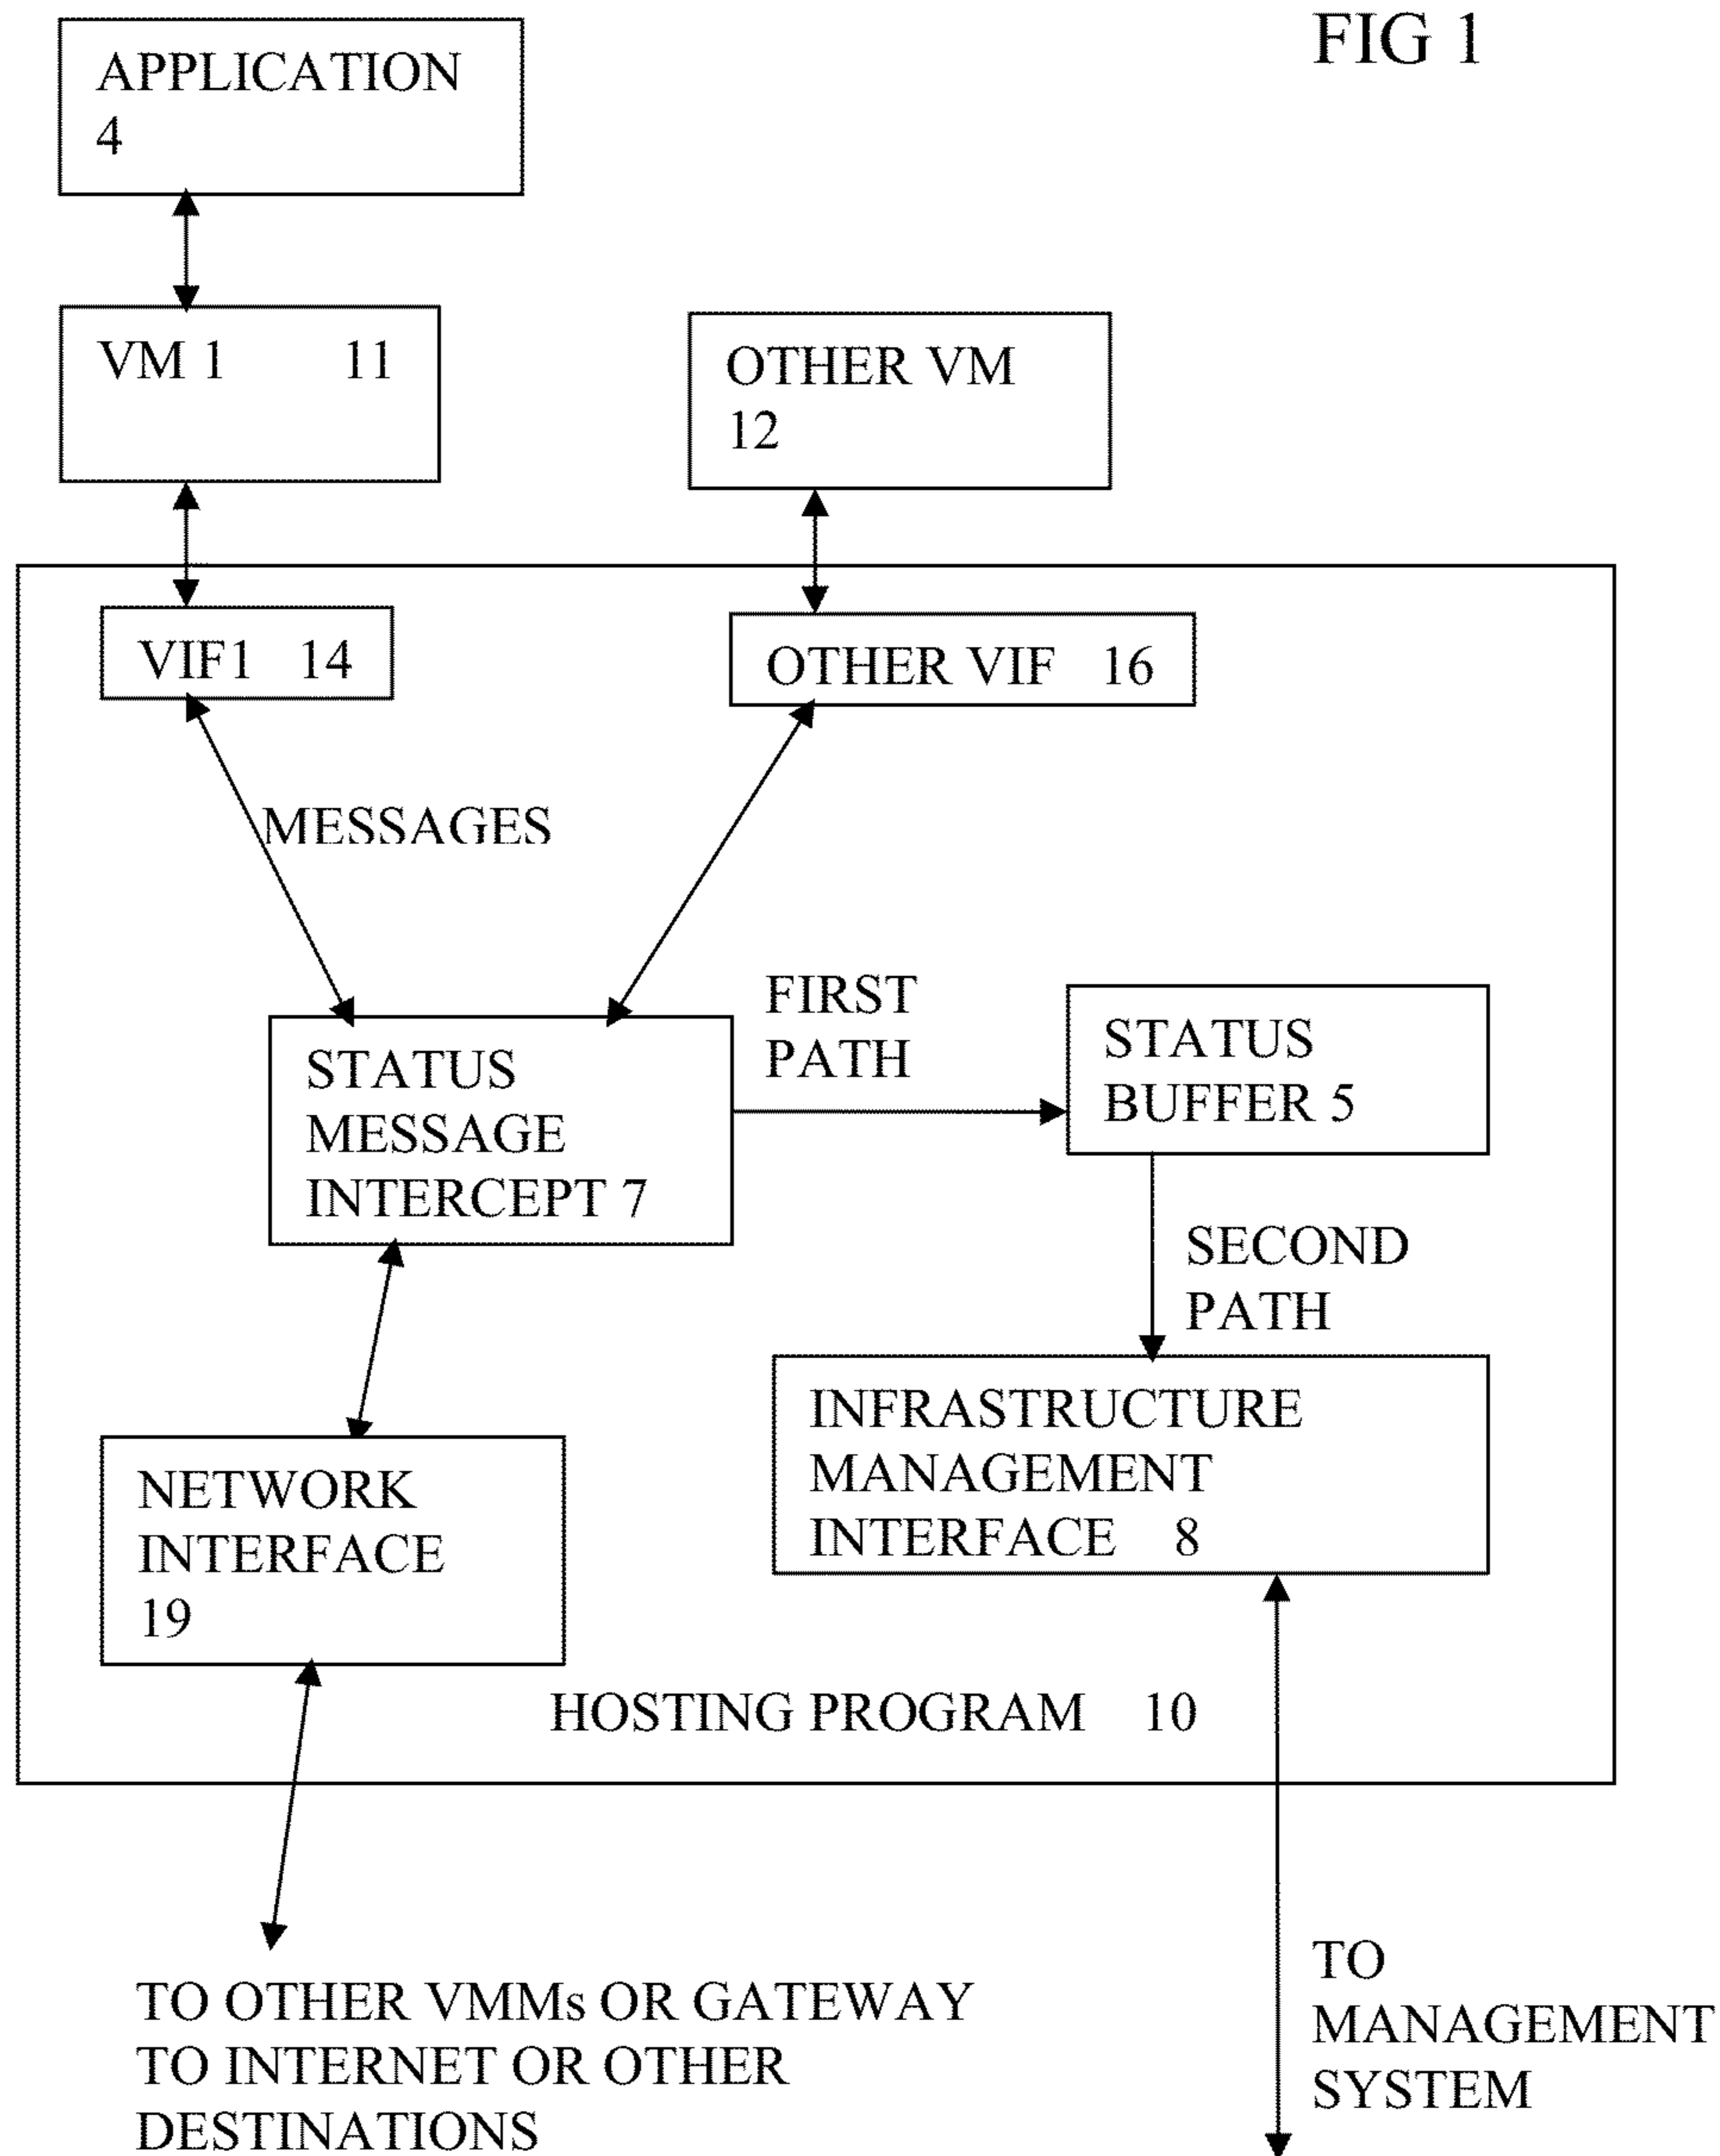 FIG 1
APPLICATION
4
VM 1 11
OTHER VM
12
VIF1 14
OTHER VIF 16
MESSAGES
FIRST
PATH
STATUS
MESSAGE
INTERCEPT 7
STATUS
BUFFER 5
SECOND
PATH
INFRASTRUCTURE
MANAGEMENT
INTERFACE 8
NETWORK
INTERFACE
19
HOSTING PROGRAM 10
TO OTHER VMMs OR GATEWAY
TO INTERNET OR OTHER
DESTINATIONS
TO
MANAGEMENT
SYSTEM